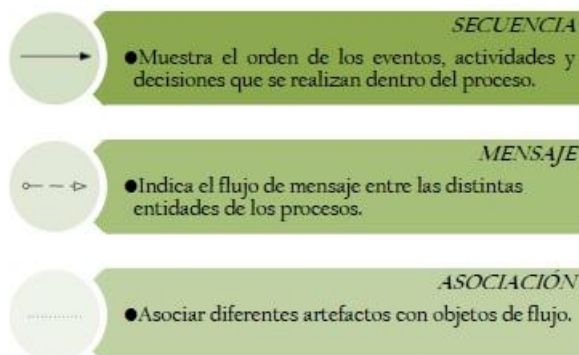 SECUENCIA
●Muestra el orden de los eventos, actividades y
decisiones que se realizan dentro del proceso.
MENSAJE
●Indica el flujo de mensaje entre las distintas
entidades de los procesos.
ASOCIACIÓN
●Asociar diferentes artefactos con objetos de flujo.